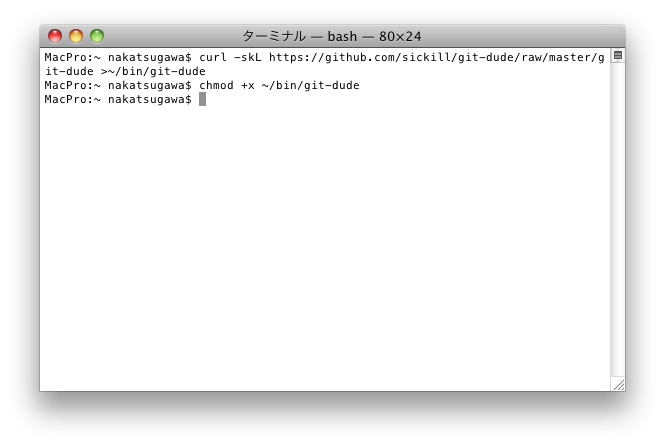 ターミナル — bash — 80×24
MacPro:~ nakatsugawa$ curl -skL https://github.com/sickill/git-dude/raw/master/g
it-dude >~/bin/git-dude
MacPro:~ nakatsugawa$ chmod +x ~/bin/git-dude
MacPro:~ nakatsugawa$